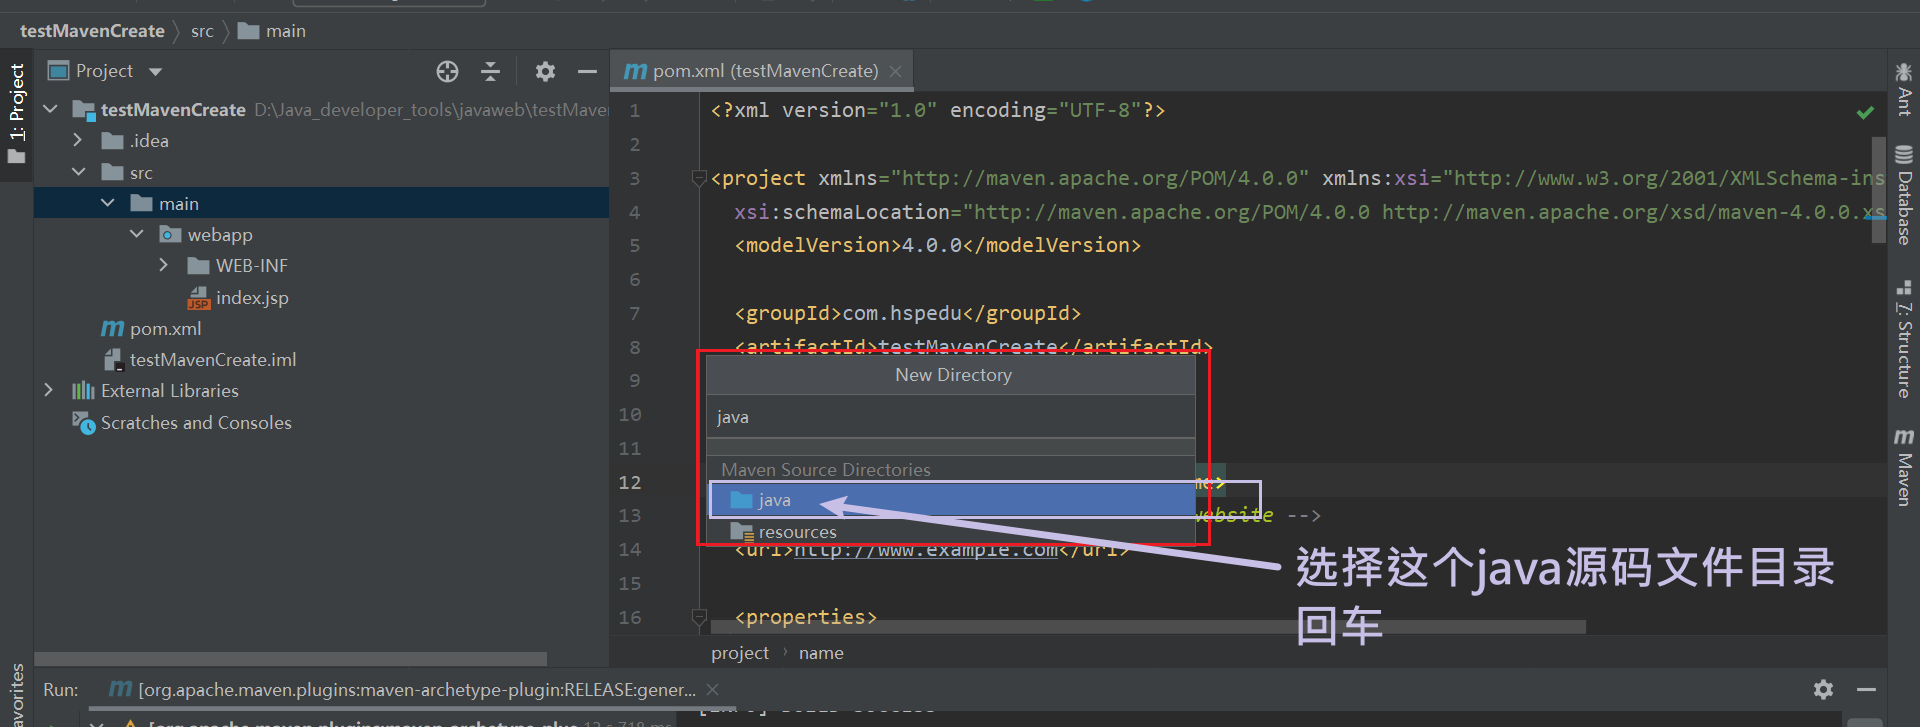 testMavenCreate
src
main
1: Project
Project
pom.xml (testMavenCreate)
testMavenCreate D:\Java_developer_tools\javaweb\testMaver
.idea
src
main
webapp
WEB-INF
index.jsp
pom.xml
testMavenCreate.iml
External Libraries
Scratches and Consoles
1 <?xml version="1.0" encoding="UTF-8"?>
2
3 <project xmlns="http://maven.apache.org/POM/4.0.0" xmlns:xsi="http://www.w3.org/2001/XMLSchema-ins
4 xsi:schemaLocation="http://maven.apache.org/POM/4.0.0 http://maven.apache.org/xsd/maven-4.0.0.xs
5 <modelVersion>4.0.0</modelVersion>
6
7 <groupId>com.hspedu</groupId>
8 <artifactId>testMavenCreate</artifactId>
9
10
11
12 me>
13 website -->
14 <url>http://www.example.com</url>
15
16 <properties>
New Directory
java
Maven Source Directories
java
resources
选择这个java源码文件目录
回车
project
name
Ant
Database
7: Structure
Maven
avorites
Run:
[org.apache.maven.plugins:maven-archetype-plugin:RELEASE:gener...